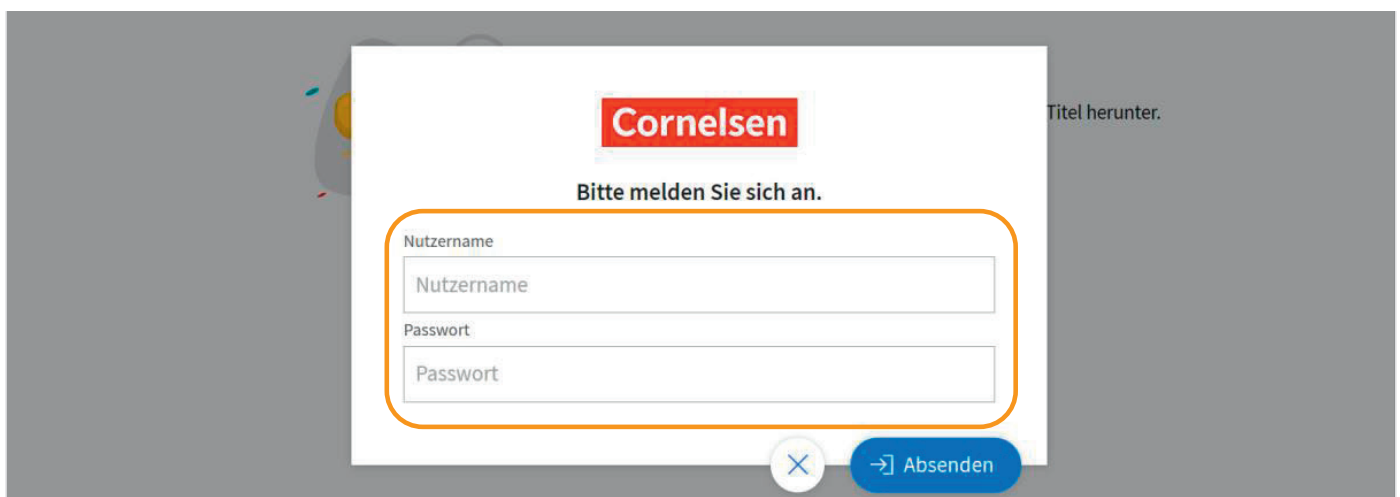 Cornelsen
Titel herunter.
Bitte melden Sie sich an.
Nutzername
Nutzername
Passwort
Passwort
Absenden